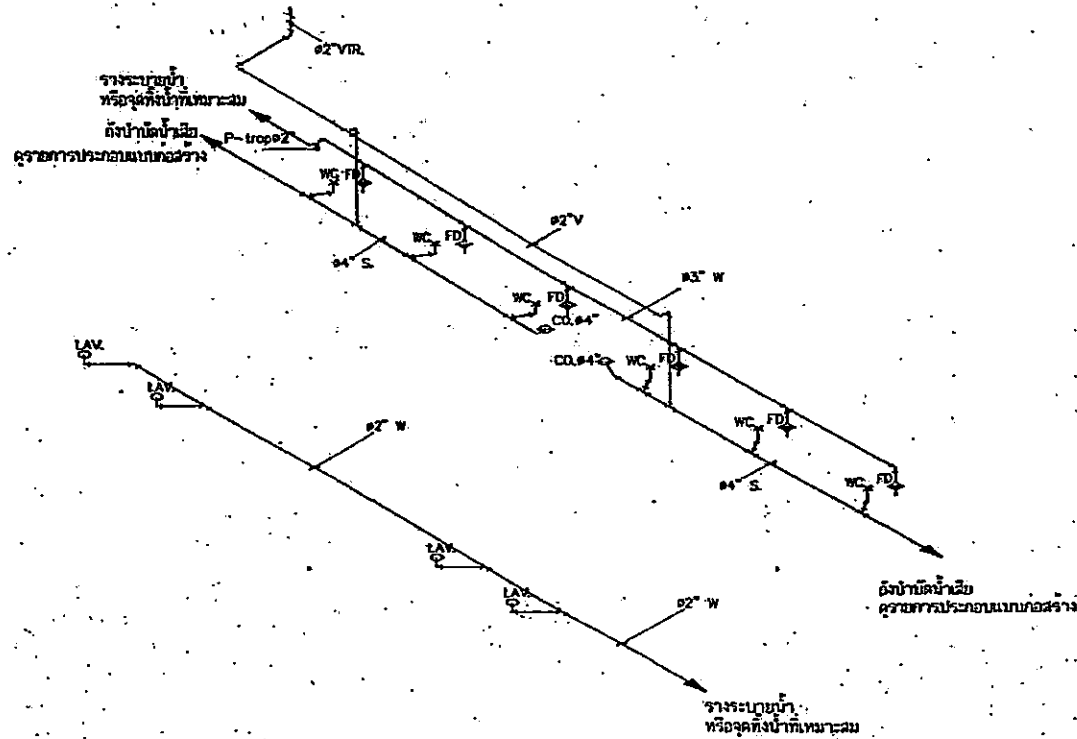 ø2"VTR.
รางระบายน้ำ
หรือจุดทิ้งน้ำที่เหมาะสม
ถังบำบัดน้ำเสีย
ดูรายการประกอบแบบก่อสร้าง
P-trapø2"
WC FD
ø4" S.
WC. FD
ø2"V
WC. FD
ø3" W
CO.ø4"
CO.ø4"
WC. FD
WC. FD
ø4" S.
WC. FD
ถังบำบัดน้ำเสีย
ดูรายการประกอบแบบก่อสร้าง
LAV.
LAV.
ø2" W
LAV.
LAV.
ø2" W
รางระบายน้ำ
หรือจุดทิ้งน้ำที่เหมาะสม